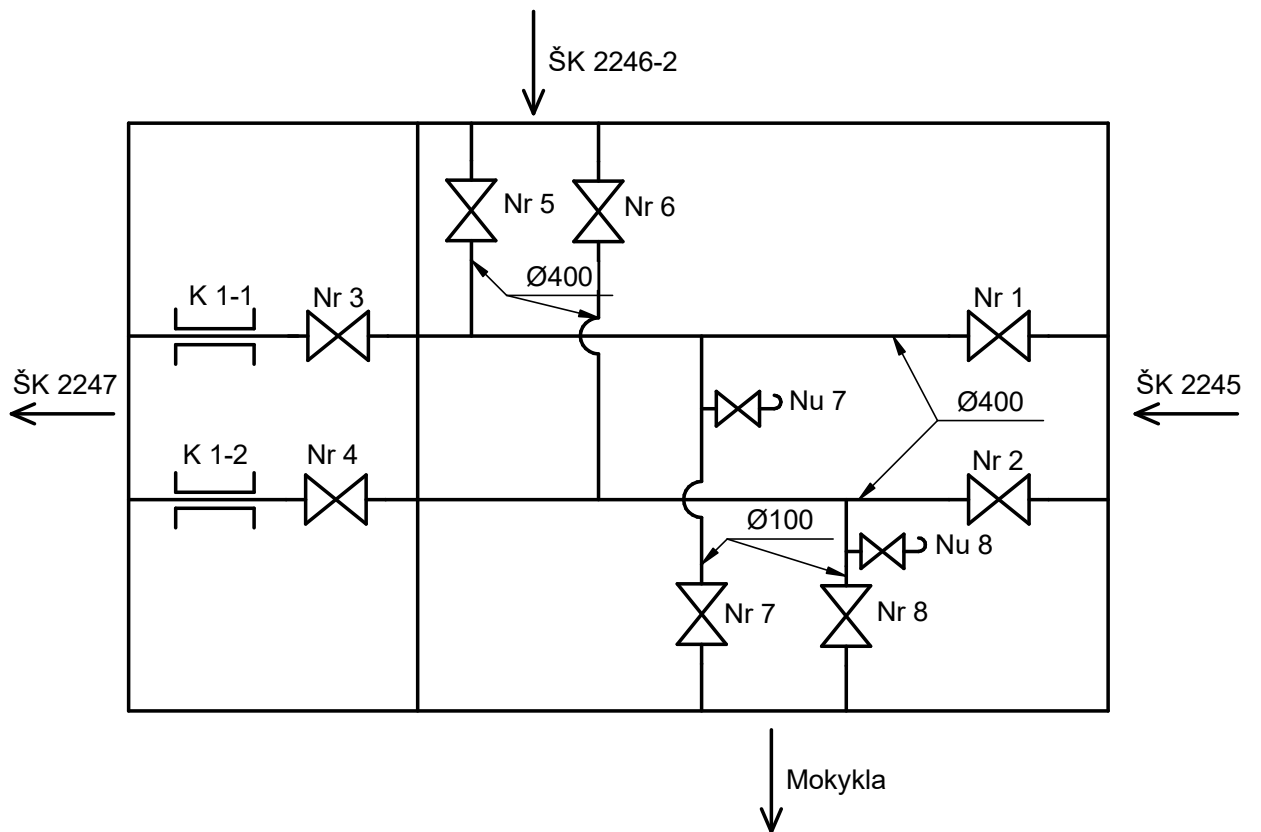 ŠK 2246-2
Nr 5
Nr 6
Ø400
K 1-1
Nr 3
Nr 1
ŠK 2247
Nu 7
Ø400
ŠK 2245
K 1-2
Nr 4
Nr 2
Ø100
Nu 8
Nr 7
Nr 8
Mokykla